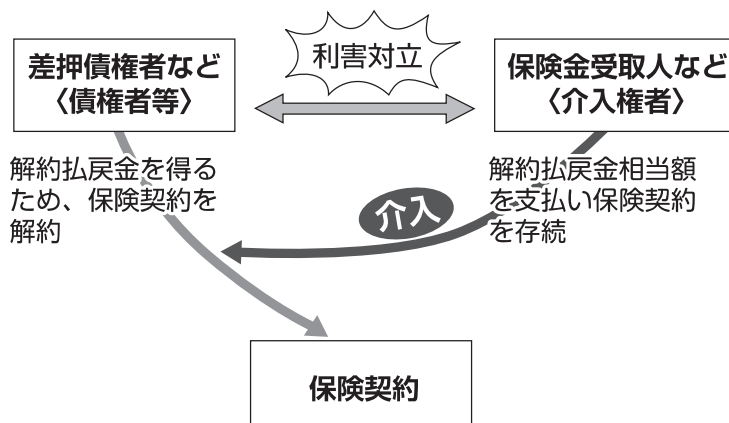 利害対立
差押債権者など
〈債権者等〉
保険金受取人など
〈介入権者〉
解約払戻金を得る
ため、保険契約を
解約
解約払戻金相当額
を支払い保険契約
を存続
介入
保険契約